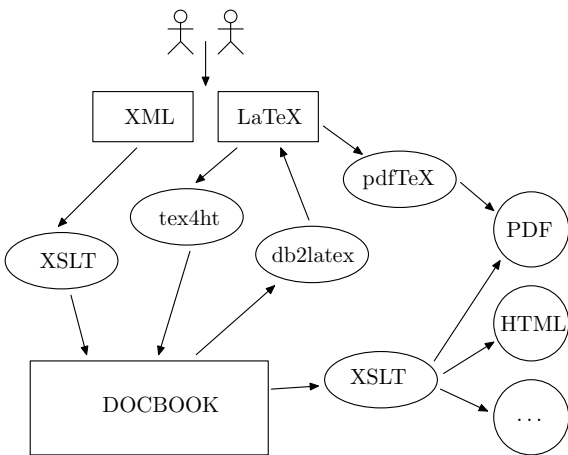 XML
LaTeX
pdfTeX
tex4ht
PDF
XSLT
db2latex
HTML
XSLT
DOCBOOK
...